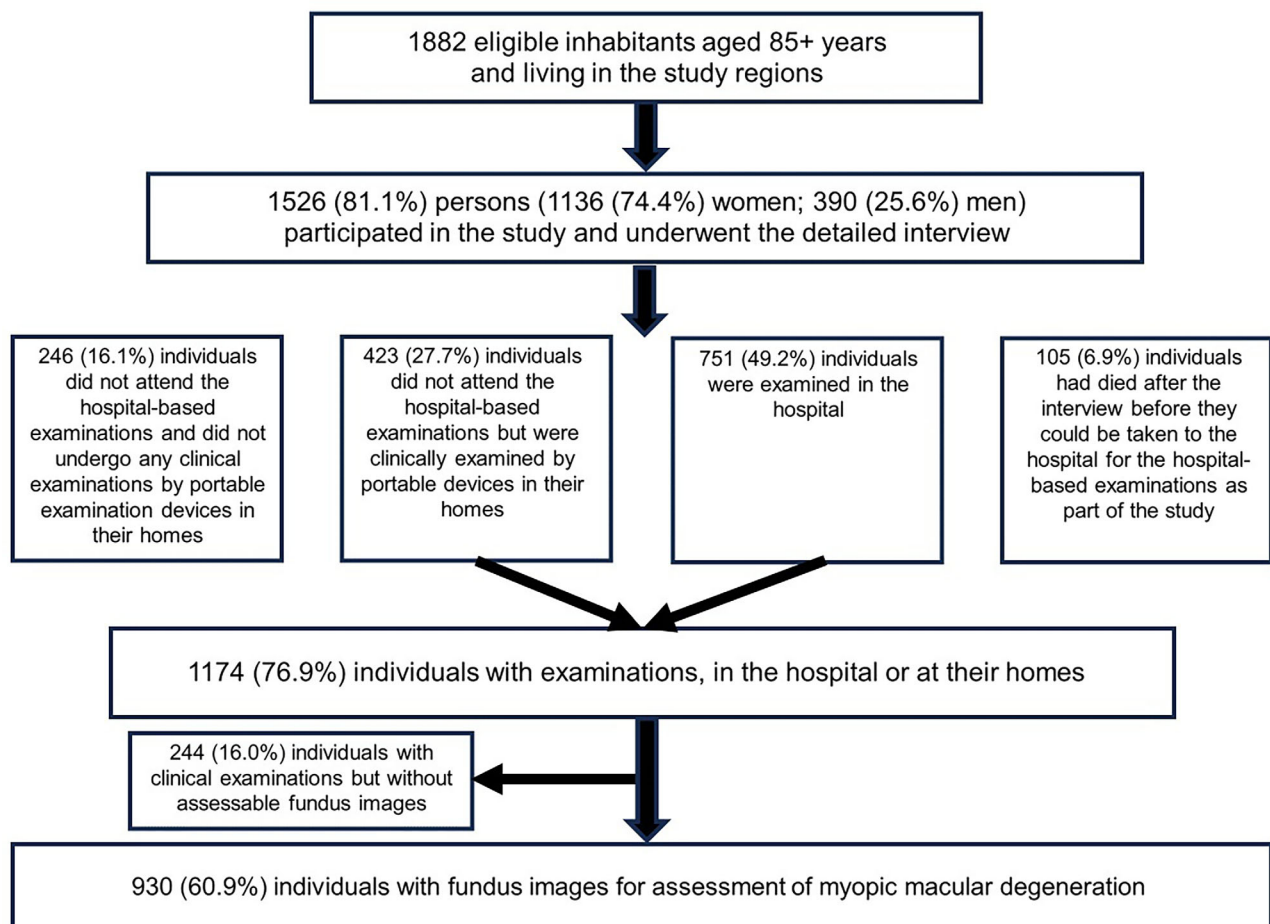 1882 eligible inhabitants aged 85+ years
and living in the study regions
1526 (81.1%) persons (1136 (74.4%) women; 390 (25.6%) men)
participated in the study and underwent the detailed interview
246 (16.1%) individuals
did not attend the
hospital-based
examinations and did not
undergo any clinical
examinations by portable
examination devices in
their homes
423 (27.7%) individuals
did not attend the
hospital-based
examinations but were
clinically examined by
portable devices in their
homes
751 (49.2%) individuals
were examined in the
hospital
105 (6.9%) individuals
had died after the
interview before they
could be taken to the
hospital for the hospital-
based examinations as
part of the study
1174 (76.9%) individuals with examinations, in the hospital or at their homes
244 (16.0%) individuals with
clinical examinations but without
assessable fundus images
930 (60.9%) individuals with fundus images for assessment of myopic macular degeneration